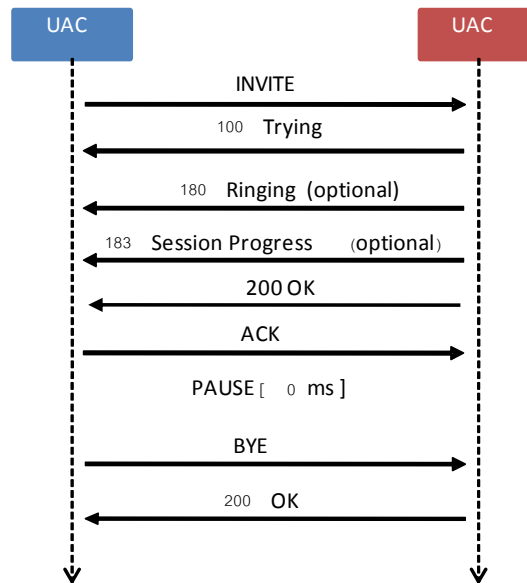 UAC UAC
INVITE
100 Trying
180 Ringing (optional)
183 Session Progress (optional)
200 OK
ACK
PAUSE [ 0 ms ]
BYE
200 OK